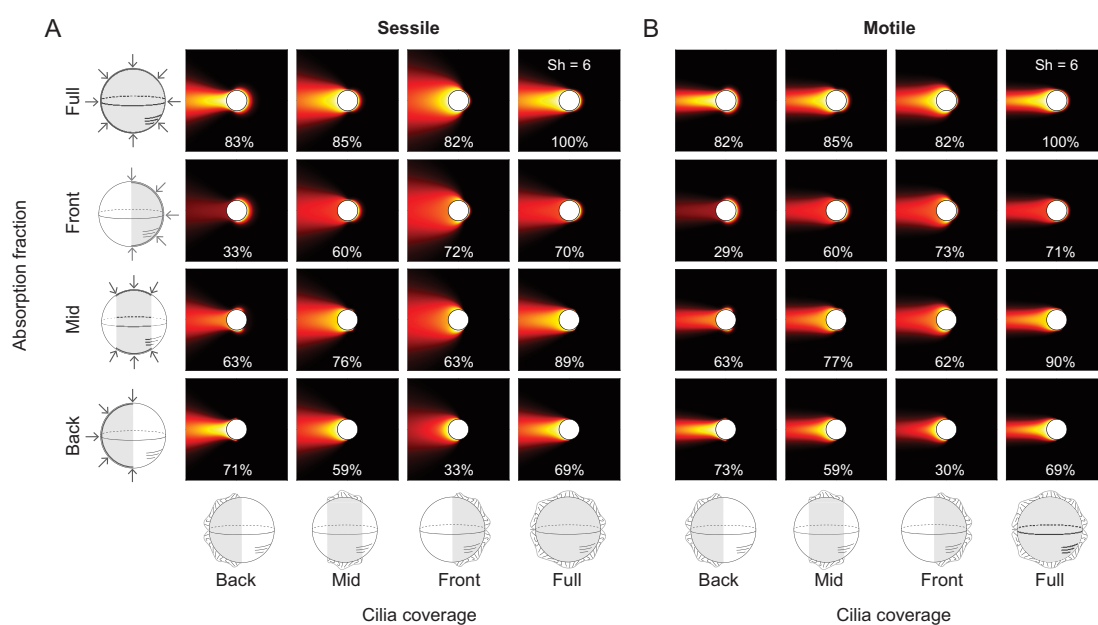 A
Sessile
B
Motile
Absorption fraction
Full
Sh = 6
83%
85%
82%
100%
Sh = 6
82%
85%
82%
100%
Front
33%
60%
72%
70%
29%
60%
73%
71%
Mid
63%
76%
63%
89%
63%
77%
62%
90%
Back
71%
59%
33%
69%
73%
59%
30%
69%
Back
Mid
Front
Full
Back
Mid
Front
Full
Cilia coverage
Cilia coverage